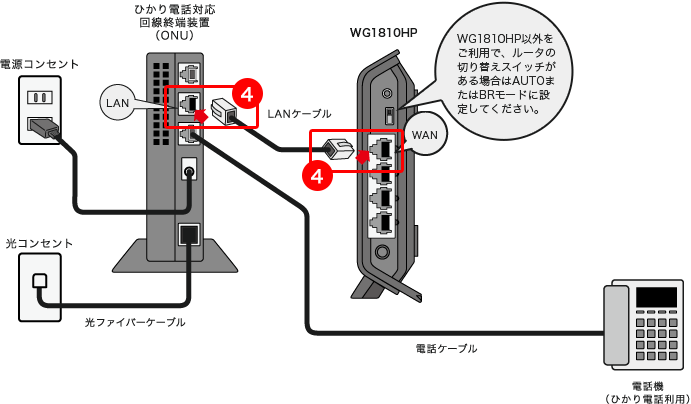 ひかり電話対応
回線終端装置
（ONU）
電源コンセント
LAN
4
LANケーブル
WG1810HP
WG1810HP以外を
ご利用で、ルータの
切り替えスイッチが
ある場合はAUTOま
たはBRモードに設
定してください。
WAN
4
光コンセント
光ファイバーケーブル
電話ケーブル
電話機
（ひかり電話利用）